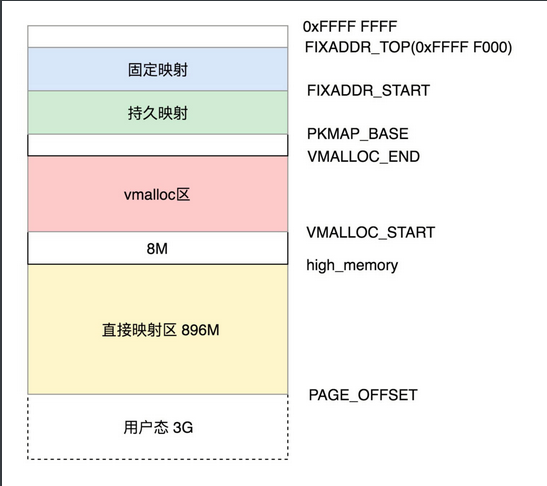 0xFFFF FFFF
FIXADDR_TOP(0xFFFF F000)
固定映射
FIXADDR_START
持久映射
PKMAP_BASE
VMALLOC_END
vmalloc区
VMALLOC_START
8M
high_memory
直接映射区 896M
PAGE_OFFSET
用户态 3G